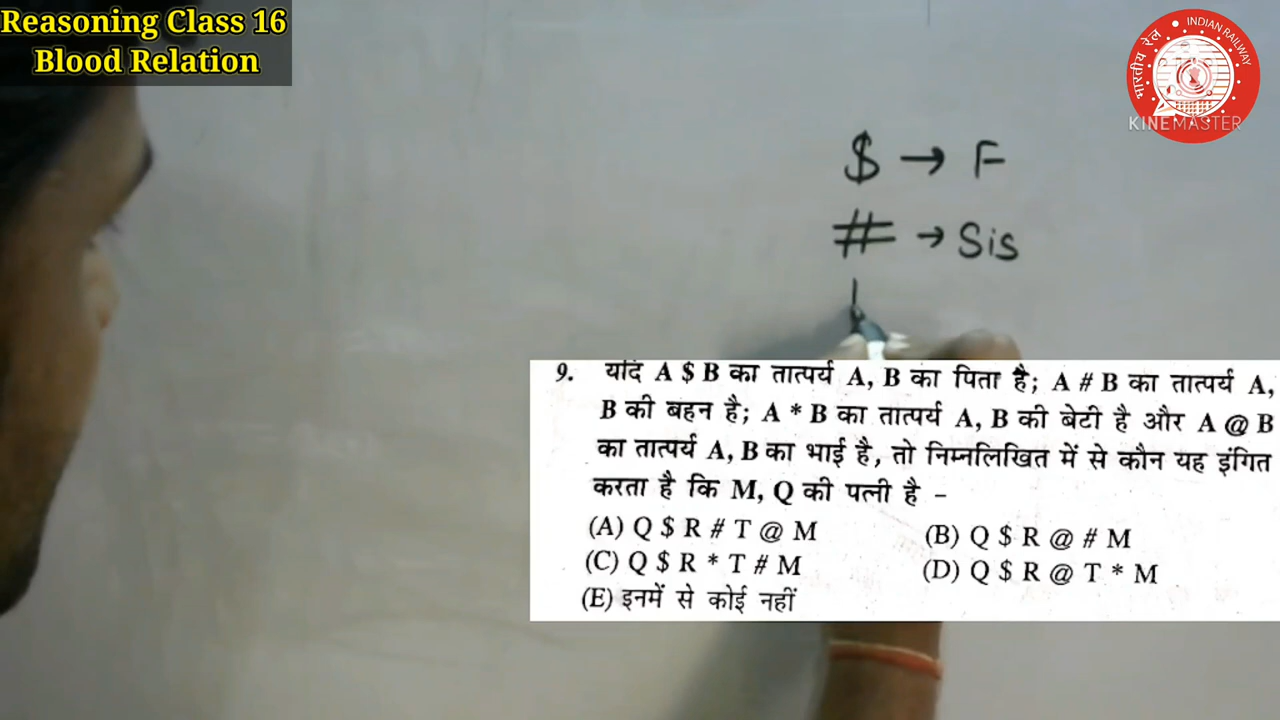 Reasoning Class 16
Blood Relation
भारतीय रेल INDIAN RAILWAY
KINEMASTER
$ → F
# → Sis
9. यदि A $ B का तात्पर्य A, B का पिता है; A # B का तात्पर्य A,
B की बहन है; A * B का तात्पर्य A, B की बेटी है और A @ B
का तात्पर्य A, B का भाई है, तो निम्नलिखित में से कौन यह इंगित
करता है कि M, Q की पत्नी है –
(A) Q $ R # T @ M (B) Q $ R @ # M
(C) Q $ R * T # M (D) Q $ R @ T * M
(E) इनमें से कोई नहीं